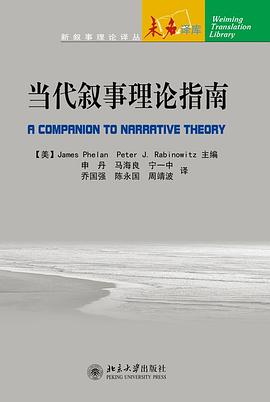 新叙事理论译丛
未名译库
Weiming
Translation
Library
当代叙事理论指南
A COMPANION TO NARRATIVE THEORY
【美】James Phelan Peter J. Rabinowitz 主编
申丹 马海良 宁一中
乔国强 陈永国 周靖波 译
北京大学出版社
PEKING UNIVERSITY PRESS